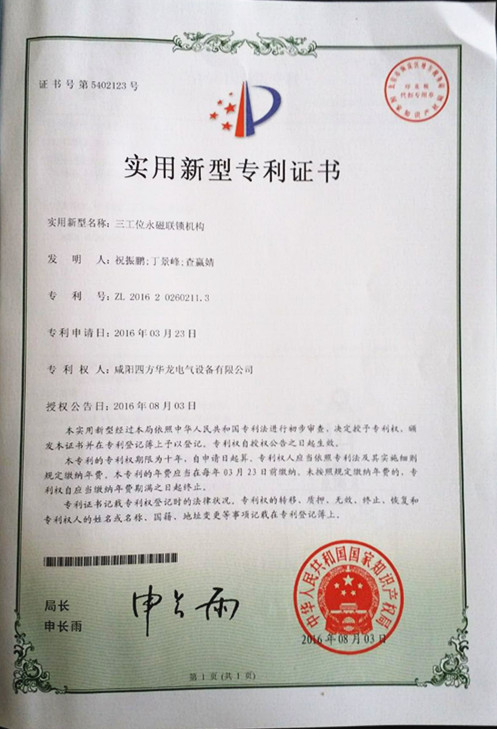 证书号第5402123号
实用新型专利证书
实用新型名称：三工位永磁联锁机构
发明人：祝振鹏;丁景峰;查赢婧
专利号：ZL 2016 2 0260211.3
专利申请日：2016年03月23日
专利权人：咸阳四方华龙电气设备有限公司
授权公告日：2016年08月03日
本实用新型经过本局依照中华人民共和国专利法进行初步审查，决定授予专利权，颁
发本证书并在专利登记簿上予以登记。专利权自授权公告之日起生效。
本专利的专利权期限为十年，自申请日起算。专利权人应当依照专利法及其实施细则
规定缴纳年费。本专利的年费应当在每年03月23日前缴纳。未按照规定缴纳年费的，专
利权自应当缴纳年费期满之日起终止。
专利证书记载专利权登记时的法律状况。专利权的转移、质押、无效、终止、恢复和
专利权人的姓名或名称、国籍、地址变更等事项记载在专利登记簿上。
局长
申长雨
申长雨
中华人民共和国国家知识产权局
2016年08月03日
第1页(共1页)